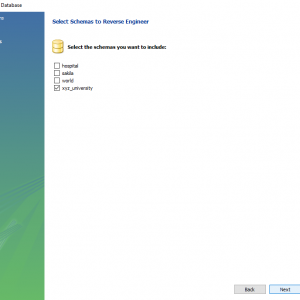 Database
Select Schemas to Reverse Engineer
Select the schemas you want to include:
hospital
sakila
world
xyz_university
Back
Next